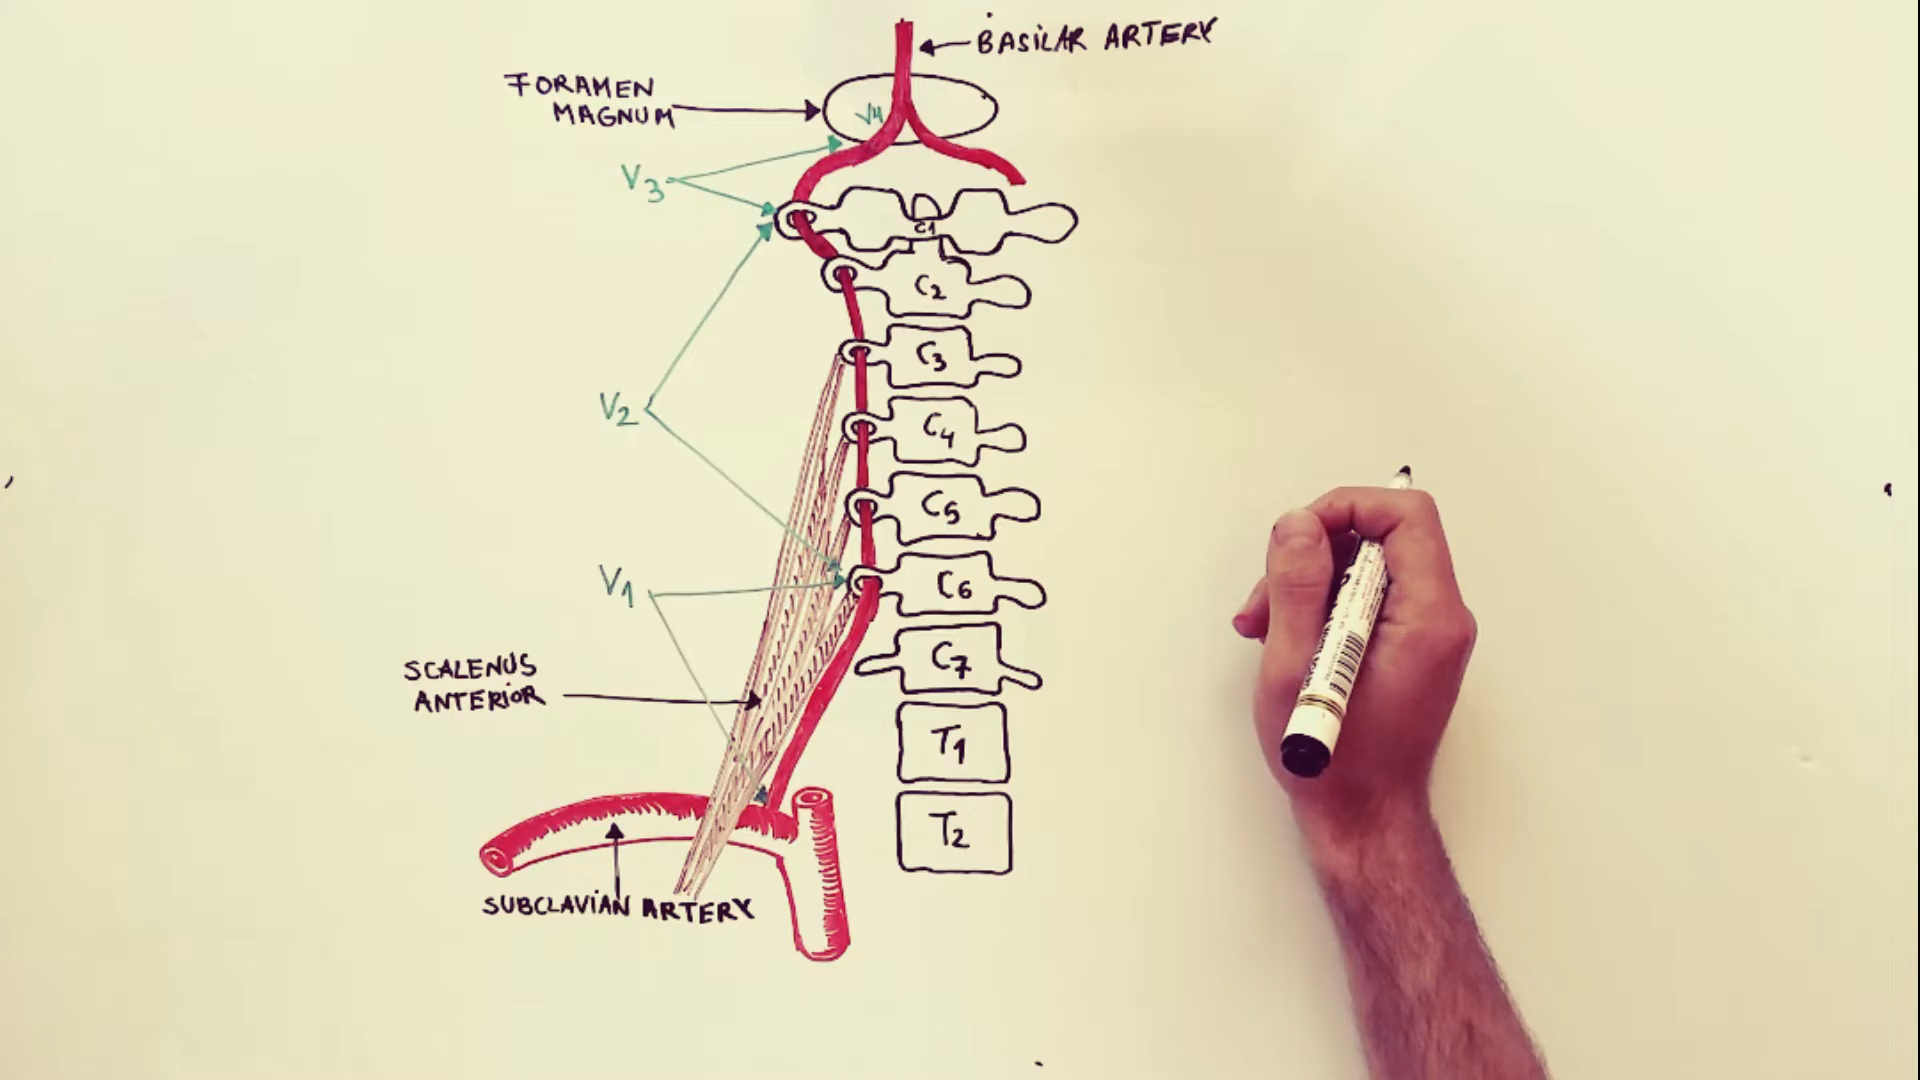 BASILAR ARTERY
FORAMEN
MAGNUM
V4
V3
C1
C2
C3
V2
C4
C5
V1
C6
C7
SCALENUS
ANTERIOR
T1
T2
SUBCLAVIAN ARTERY